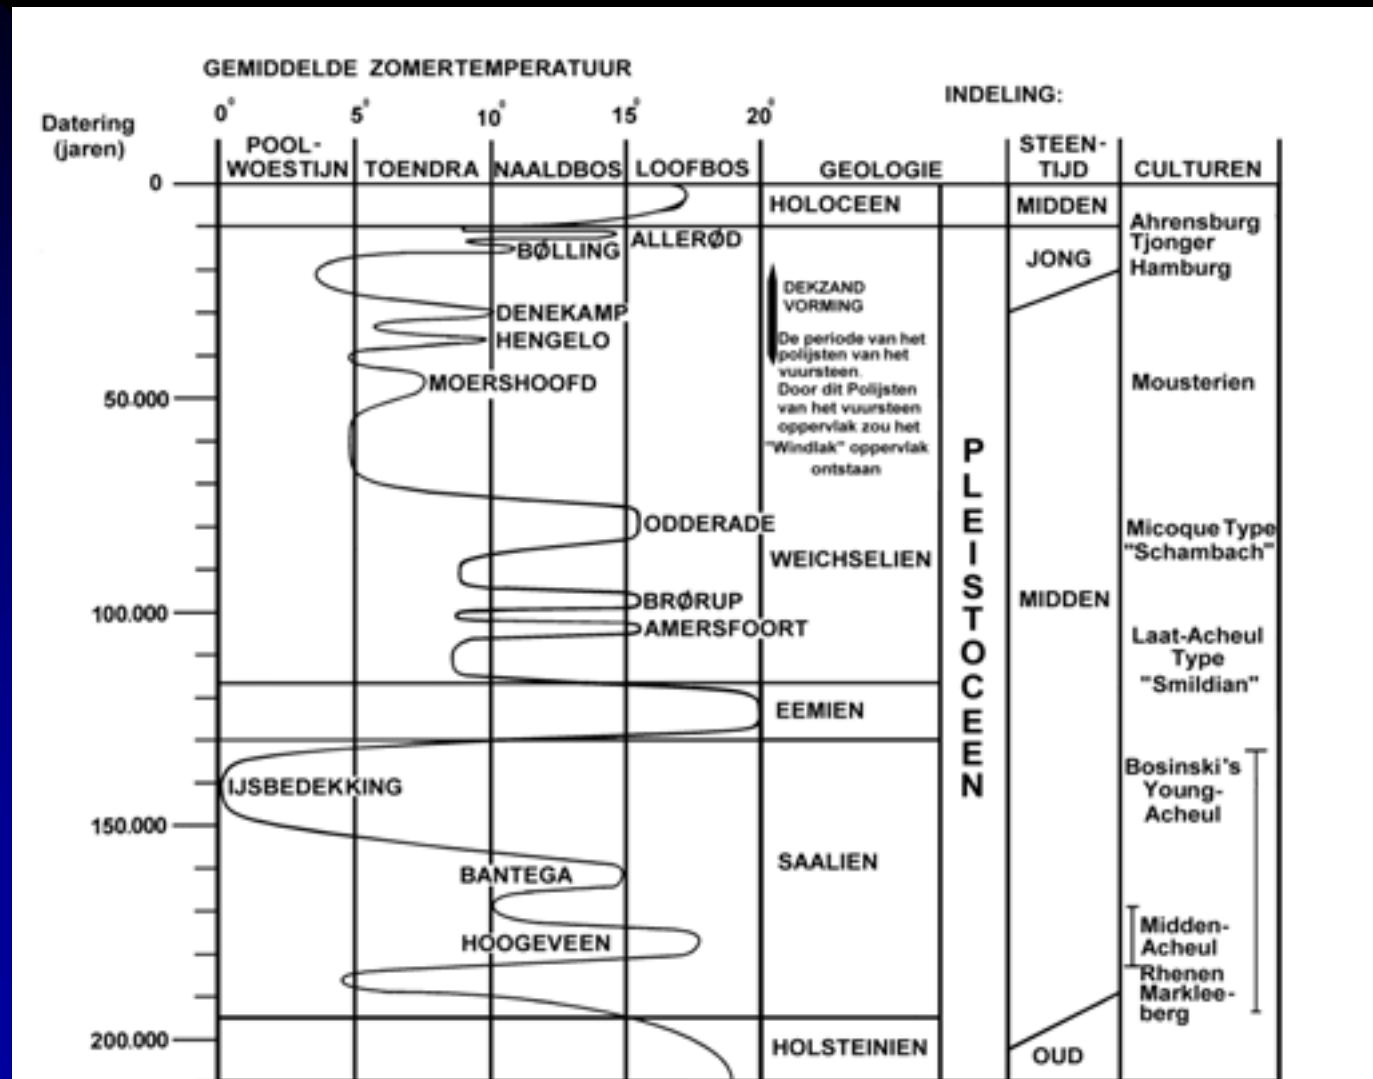 GEMIDDELDE ZOMERTEMPERATUUR
INDELING:
Datering
(jaren)
0° 5° 10° 15° 20°
POOL-
WOESTIJN
TOENDRA
NAALDBOS
LOOFBOS
GEOLOGIE
STEEN-
TIJD
CULTUREN
0
HOLOCEEN
MIDDEN
Ahrensburg
Tjonger
Hamburg
ALLERØD
BØLLING
JONG
DEKZAND
VORMING
DENEKAMP
HENGELO
De periode van het
polijsten van het
vuursteen.
Door dit Polijsten
van het vuursteen
oppervlak zou het
"Windlak" oppervlak
ontstaan
MOERSHOOFD
Mousterien
50.000
PLEISTOCEEN
ODDERADE
Micoque Type
"Schambach"
WEICHSELIEN
BRØRUP
MIDDEN
100.000
AMERSFOORT
Laat-Acheul
Type
"Smildian"
EEMIEN
IJSBEDEKKING
Bosinski's
Young-
Acheul
150.000
SAALIEN
BANTEGA
HOOGEVEEN
Midden-
Acheul
Rhenen
Marklee-
berg
200.000
HOLSTEINIEN
OUD